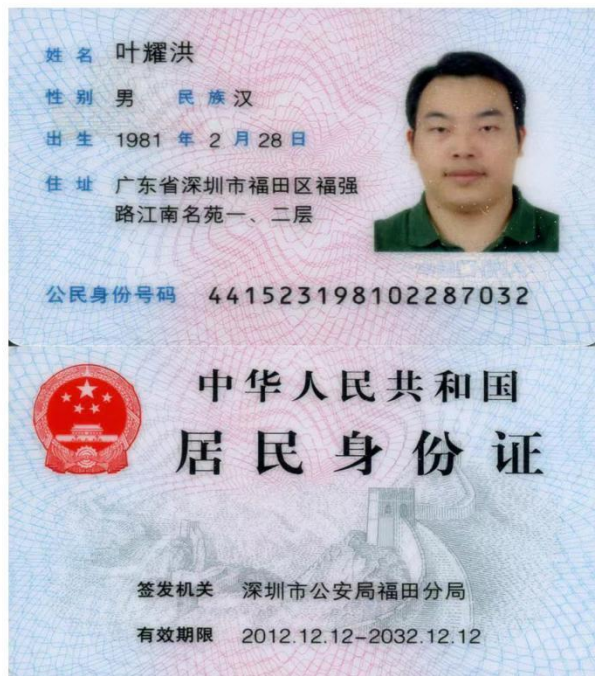 姓名 叶耀洪
性别 男 民族 汉
出生 1981 年 2 月 28 日
住址 广东省深圳市福田区福强
路江南名苑一、二层
公民身份号码 441523198102287032
中华人民共和国
居民身份证
签发机关 深圳市公安局福田分局
有效期限 2012.12.12-2032.12.12